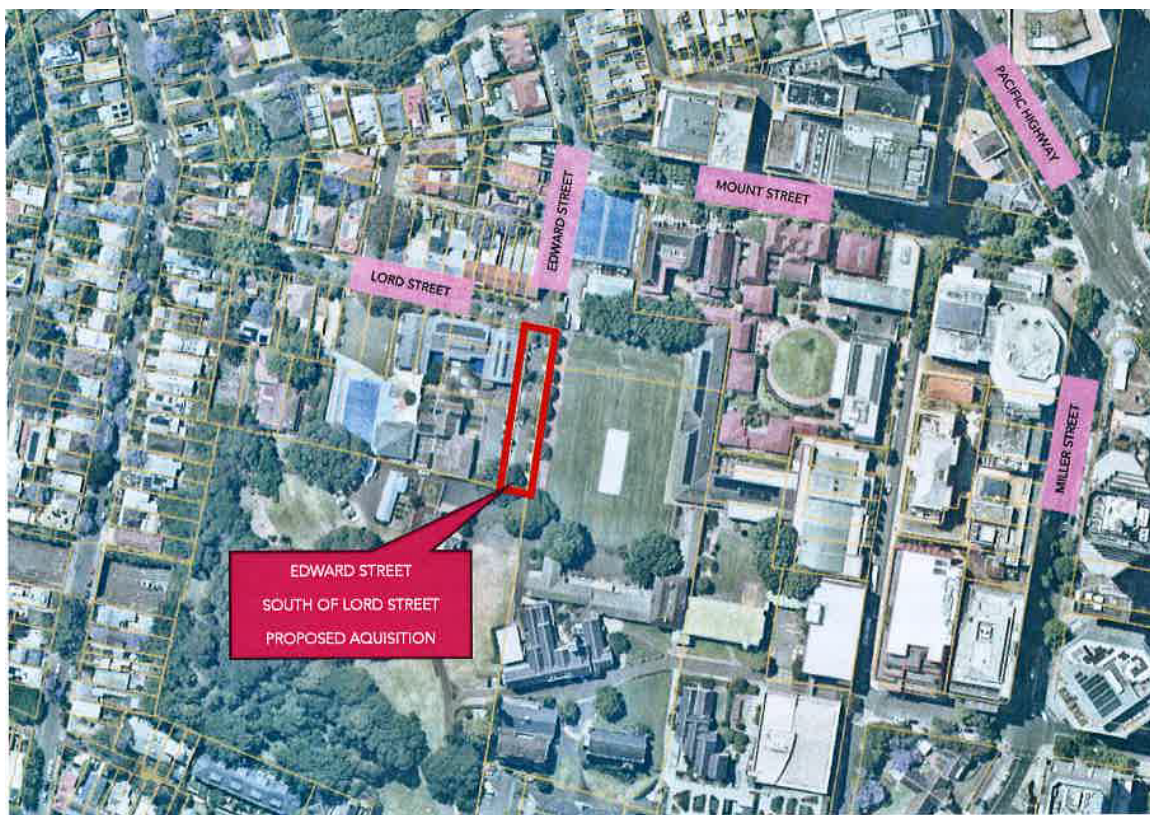 PACIFIC HIGHWAY
MOUNT STREET
EDWARD STREET
LORD STREET
MILLER STREET
EDWARD STREET
SOUTH OF LORD STREET
PROPOSED AQUISITION